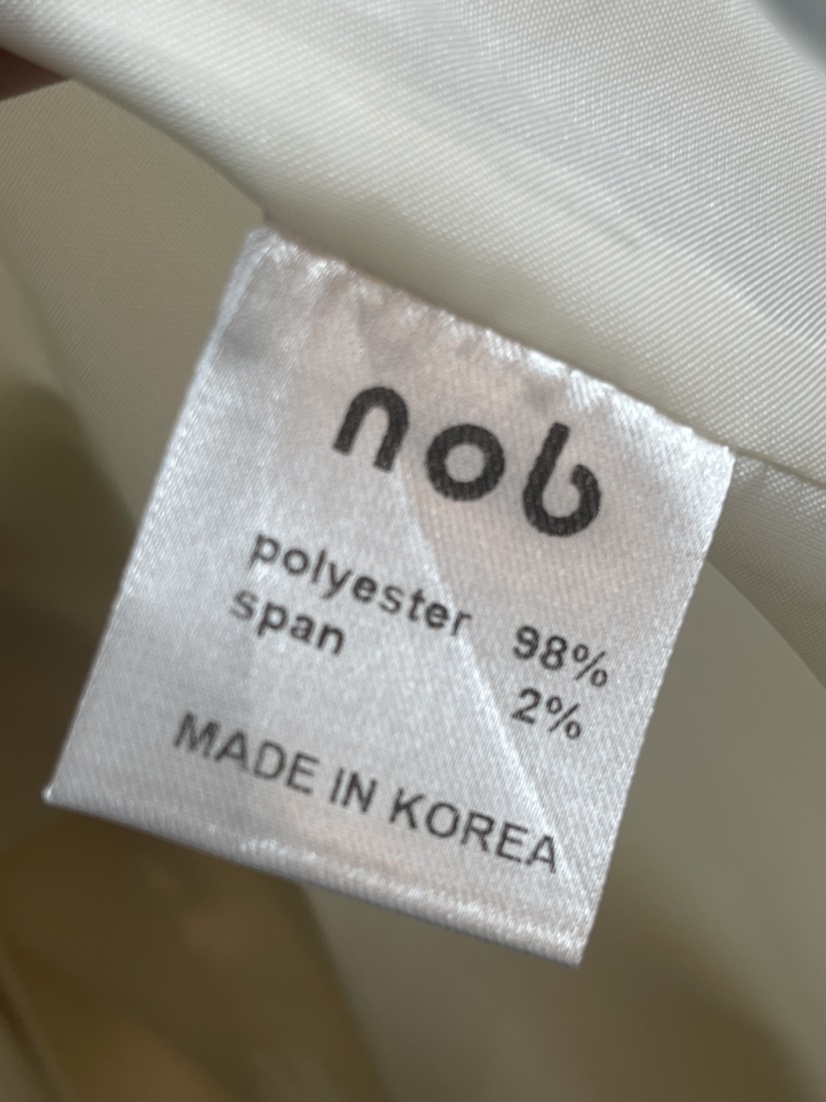 nob
polyester 98%
span 2%
MADE IN KOREA